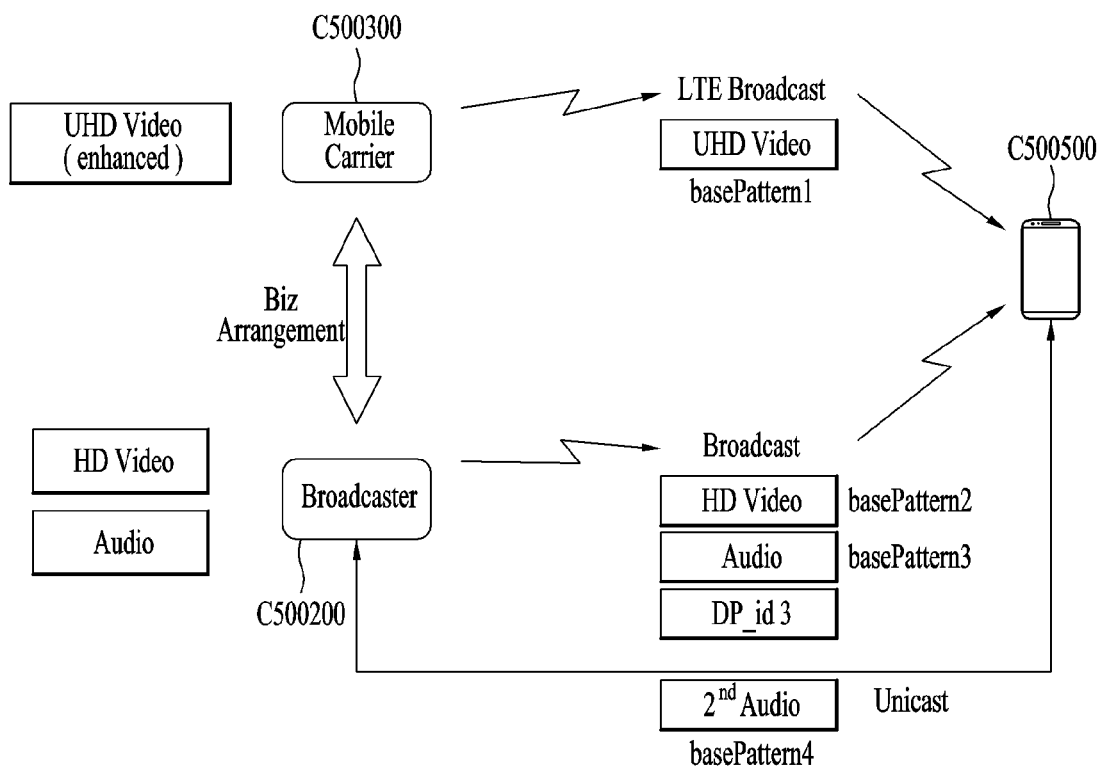 C500300
UHD Video
( enhanced )
Mobile
Carrier
LTE Broadcast
UHD Video
basePattern1
C500500
Biz
Arrangement
HD Video
Audio
Broadcaster
C500200
Broadcast
HD Video
basePattern2
Audio
basePattern3
DP_id 3
2nd Audio
Unicast
basePattern4